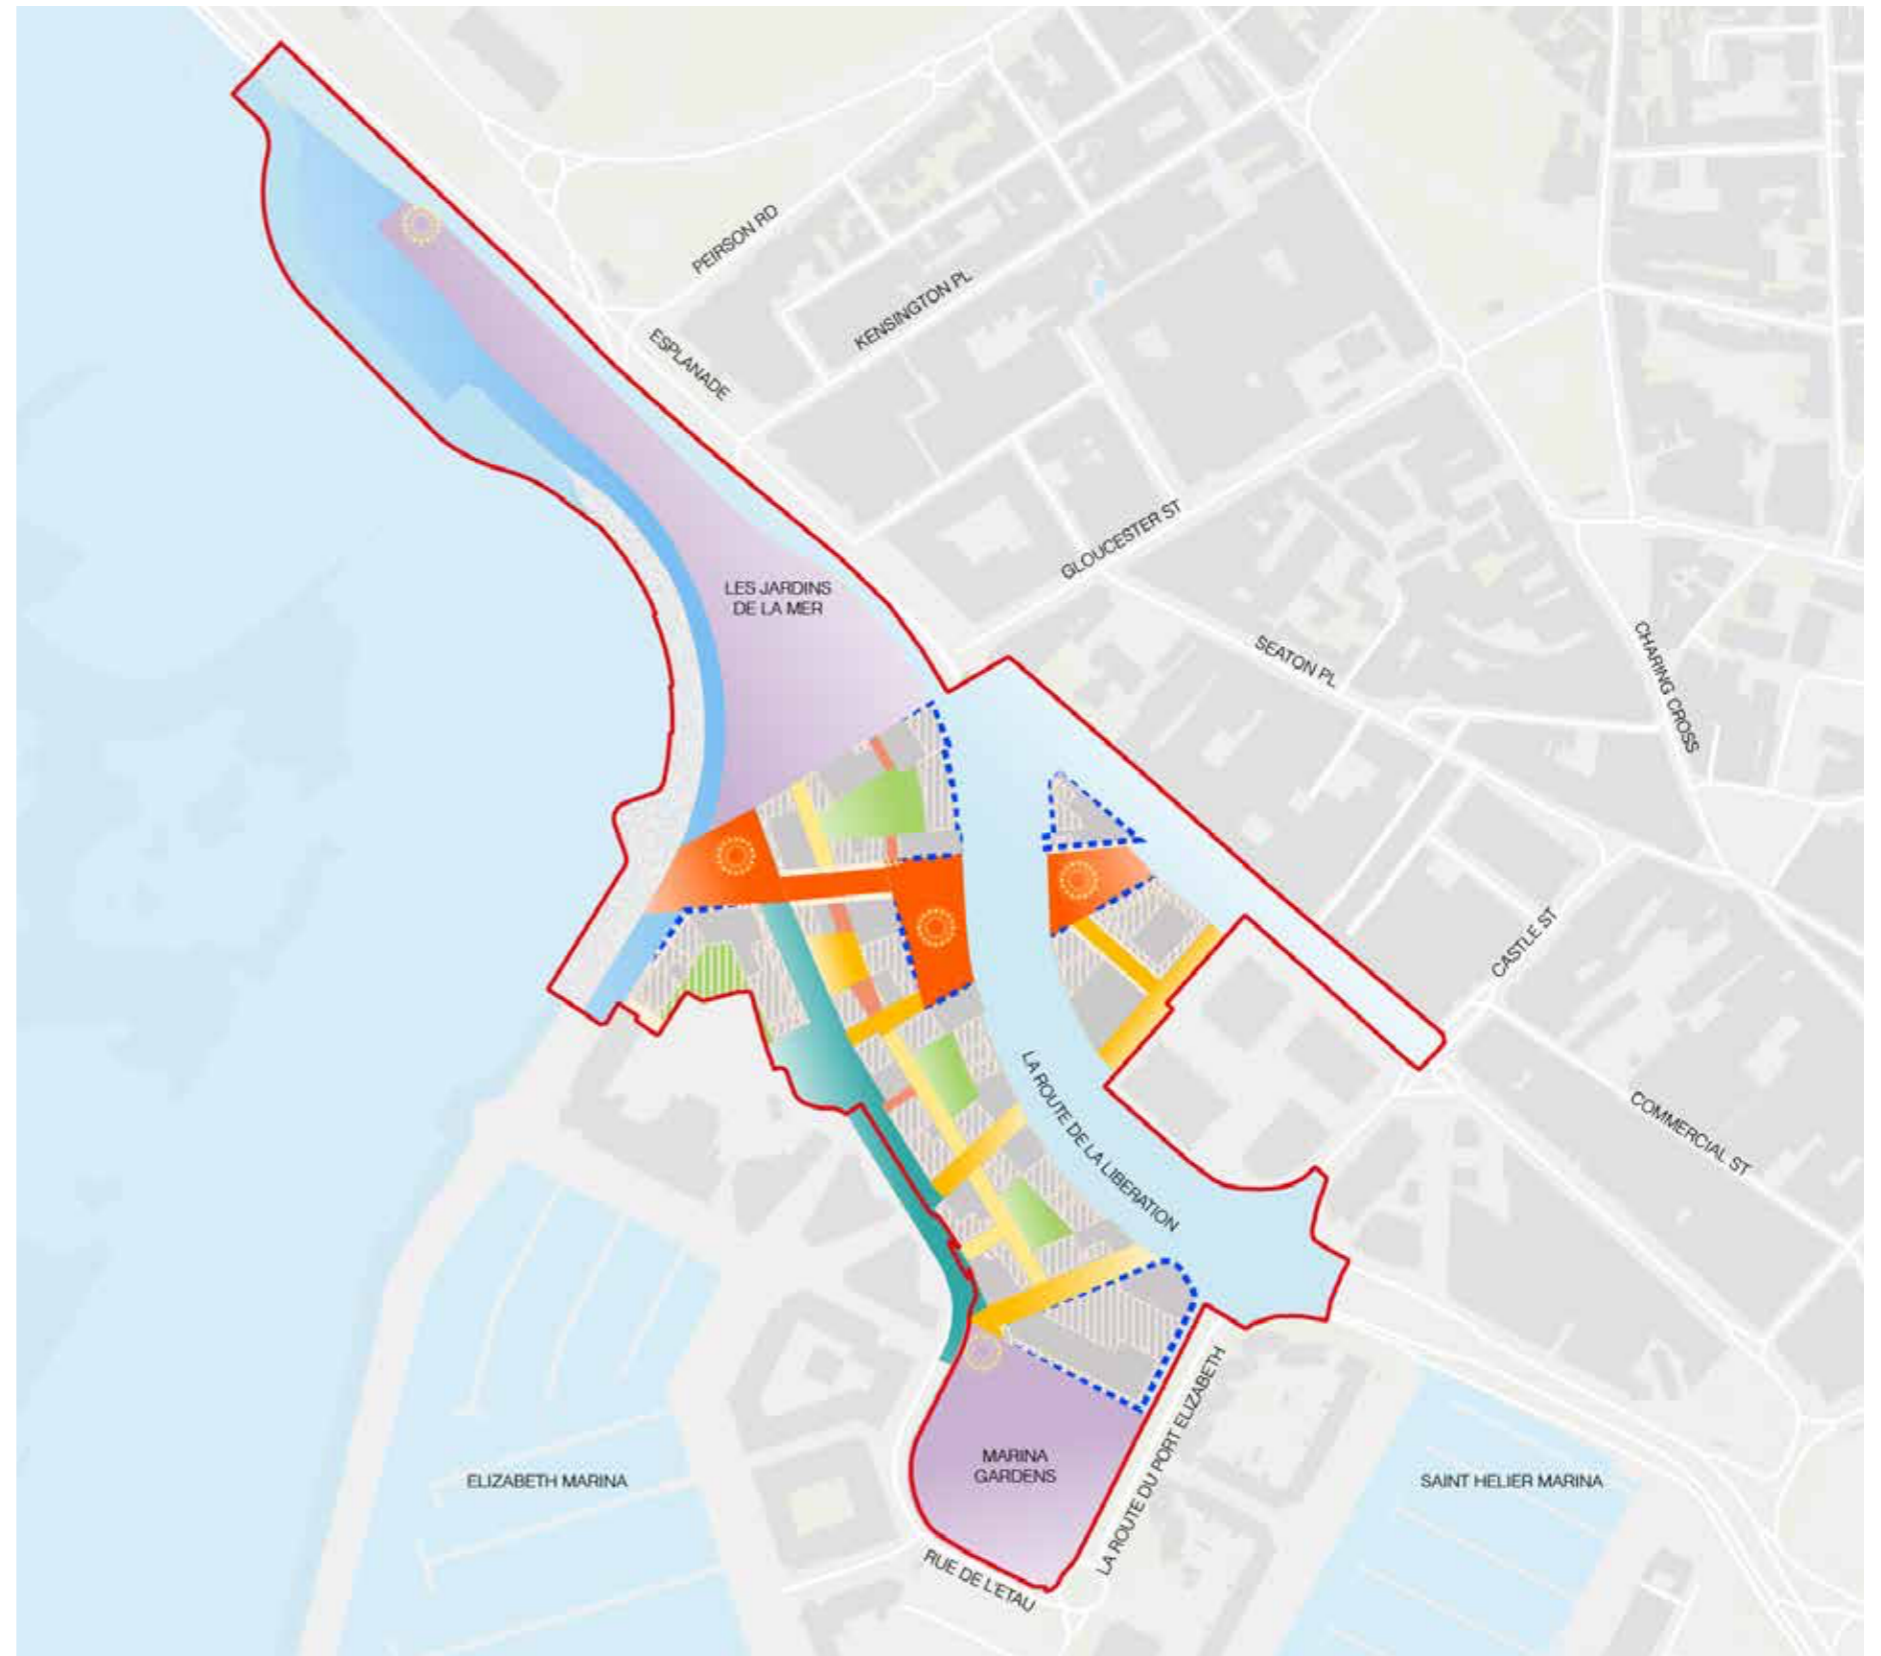 PEIRSON RD
KENSINGTON PL
ESPLANADE
GLOUCESTER ST
LES JARDINS
DE LA MER
SEATON PL
CHARING CROSS
CASTLE ST
LA ROUTE DE LA LIBERATION
COMMERCIAL ST
LA ROUTE DU PORT ELIZABETH
MARINA
GARDENS
ELIZABETH MARINA
SAINT HELIER MARINA
RUE DE L'ETAU